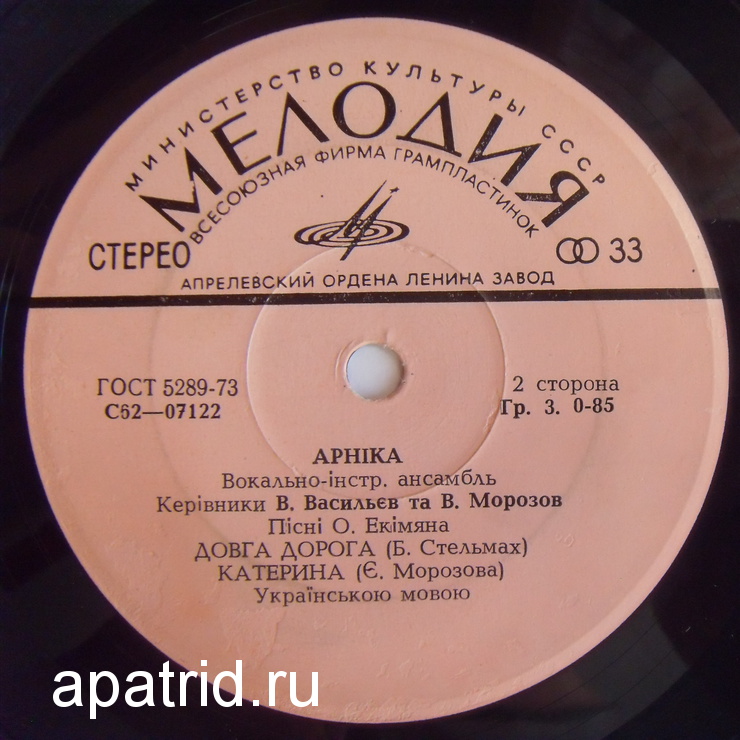 МИНИСТЕРСТВО КУЛЬТУРЫ СССР
МЕЛОДИЯ
ВСЕСОЮЗНАЯ ФИРМА ГРАМПЛАСТИНОК
СТЕРЕО
33
АПРЕЛЕВСКИЙ ОРДЕНА ЛЕНИНА ЗАВОД
ГОСТ 5289-73
С62—07122
2 сторона
Гр. 3. 0-85
АРНІКА
Вокально-інстр. ансамбль
Керівники В. Васильєв та В. Морозов
Пісні О. Екімяна
ДОВГА ДОРОГА (Б. Стельмах)
КАТЕРИНА (Є. Морозова)
Українською мовою
apatrid.ru